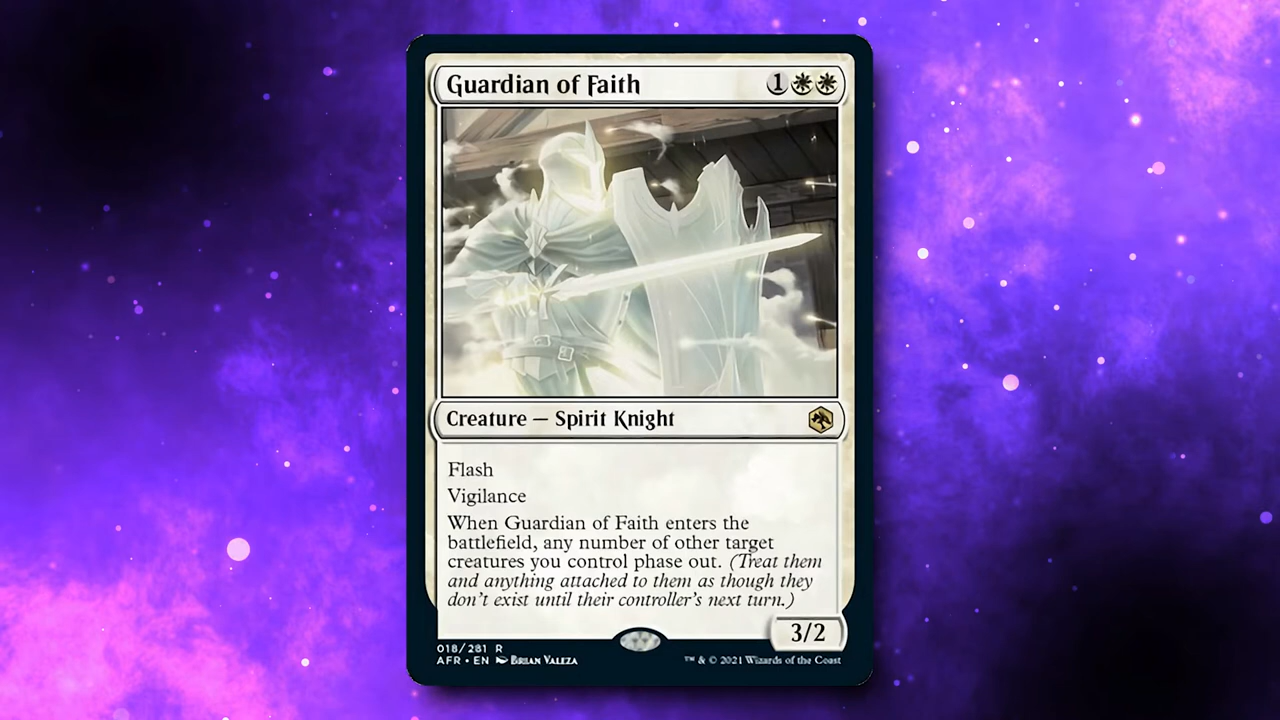 Guardian of Faith 1
Creature — Spirit Knight
Flash
Vigilance
When Guardian of Faith enters the
battlefield, any number of other target
creatures you control phase out. (Treat them
and anything attached to them as though they
don't exist until their controller's next turn.)
3/2
018/281 R
AFR • EN Brian Valeza ™ & © 2021 Wizards of the Coast